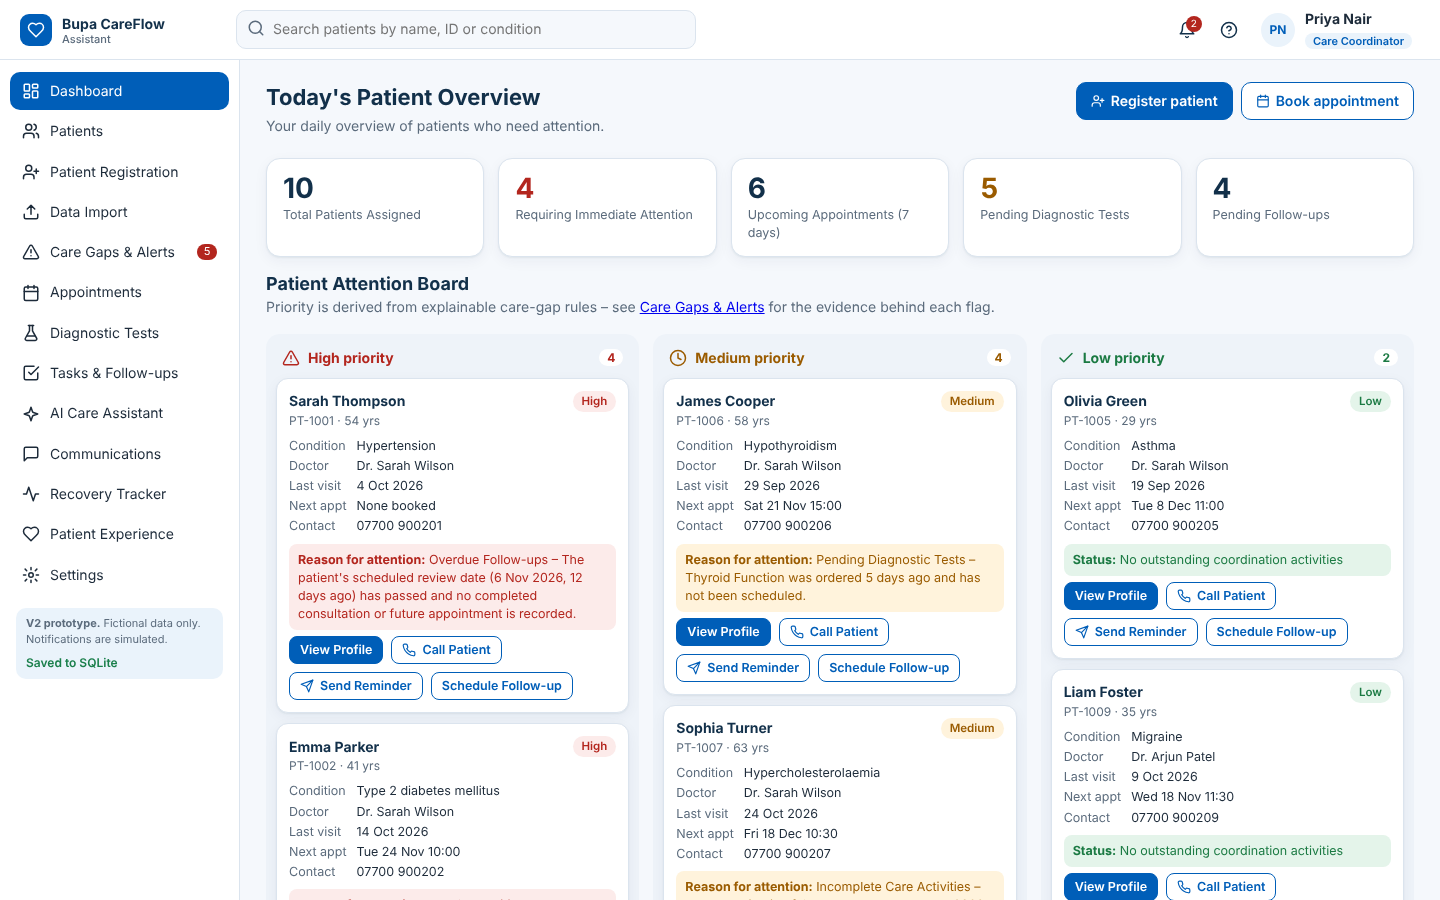 Bupa CareFlow
Assistant
Search patients by name, ID or condition
2
PN
Priya Nair
Care Coordinator
Dashboard
Patients
Patient Registration
Data Import
Care Gaps & Alerts
5
Appointments
Diagnostic Tests
Tasks & Follow-ups
AI Care Assistant
Communications
Recovery Tracker
Patient Experience
Settings
V2 prototype. Fictional data only.
Notifications are simulated.
Saved to SQLite
Today's Patient Overview
Your daily overview of patients who need attention.
Register patient
Book appointment
10
Total Patients Assigned
4
Requiring Immediate Attention
6
Upcoming Appointments (7
days)
5
Pending Diagnostic Tests
4
Pending Follow-ups
Patient Attention Board
Priority is derived from explainable care-gap rules – see Care Gaps & Alerts for the evidence behind each flag.
High priority
4
Sarah Thompson
High
PT-1001 · 54 yrs
Condition Hypertension
Doctor Dr. Sarah Wilson
Last visit 4 Oct 2026
Next appt None booked
Contact 07700 900201
Reason for attention: Overdue Follow-ups – The
patient's scheduled review date (6 Nov 2026, 12
days ago) has passed and no completed
consultation or future appointment is recorded.
View Profile
Call Patient
Send Reminder
Schedule Follow-up
Emma Parker
High
PT-1002 · 41 yrs
Condition Type 2 diabetes mellitus
Doctor Dr. Sarah Wilson
Last visit 14 Oct 2026
Next appt Tue 24 Nov 10:00
Contact 07700 900202
Medium priority
4
James Cooper
Medium
PT-1006 · 58 yrs
Condition Hypothyroidism
Doctor Dr. Sarah Wilson
Last visit 29 Sep 2026
Next appt Sat 21 Nov 15:00
Contact 07700 900206
Reason for attention: Pending Diagnostic Tests –
Thyroid Function was ordered 5 days ago and has
not been scheduled.
View Profile
Call Patient
Send Reminder
Schedule Follow-up
Sophia Turner
Medium
PT-1007 · 63 yrs
Condition Hypercholesterolaemia
Doctor Dr. Sarah Wilson
Last visit 24 Oct 2026
Next appt Fri 18 Dec 10:30
Contact 07700 900207
Reason for attention: Incomplete Care Activities –
Low priority
2
Olivia Green
Low
PT-1005 · 29 yrs
Condition Asthma
Doctor Dr. Sarah Wilson
Last visit 19 Sep 2026
Next appt Tue 8 Dec 11:00
Contact 07700 900205
Status: No outstanding coordination activities
View Profile
Call Patient
Send Reminder
Schedule Follow-up
Liam Foster
Low
PT-1009 · 35 yrs
Condition Migraine
Doctor Dr. Arjun Patel
Last visit 9 Oct 2026
Next appt Wed 18 Nov 11:30
Contact 07700 900209
Status: No outstanding coordination activities
View Profile
Call Patient